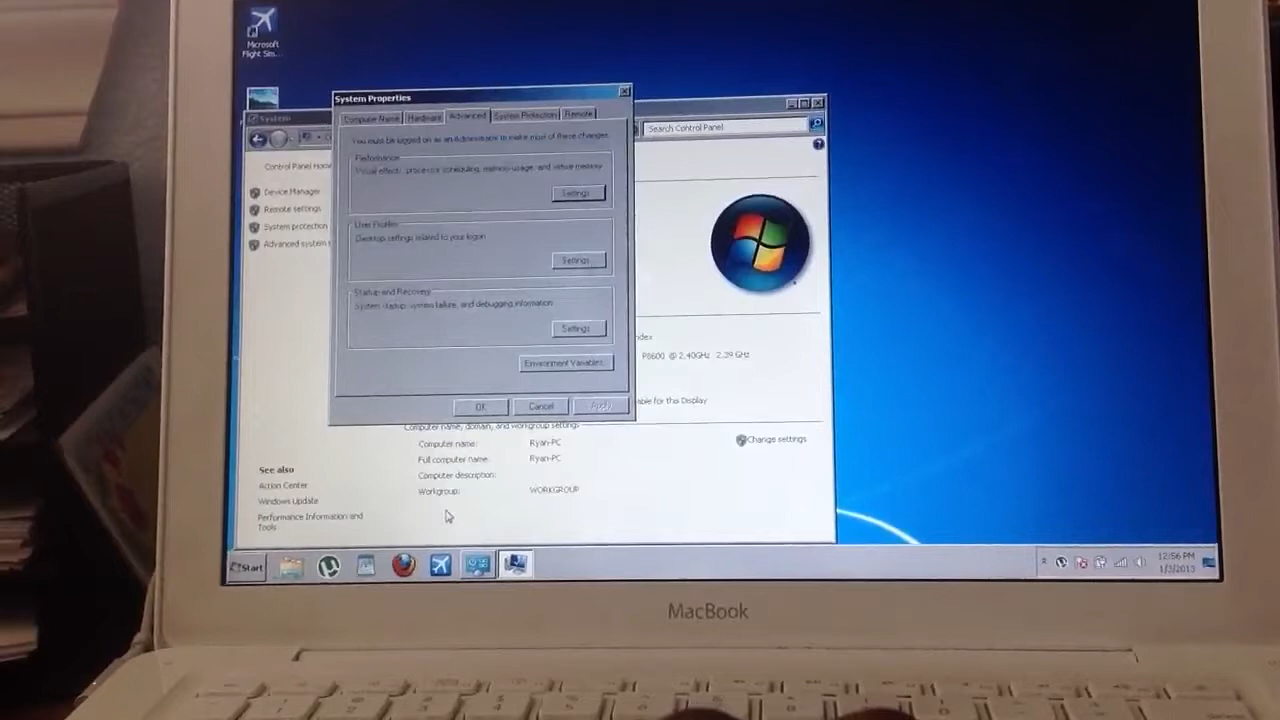 Microsoft
Flight Sim...
System
System Properties
Computer Name
Hardware
Advanced
System Protection
Remote
You must be logged on as an Administrator to make most of these changes.
Performance
Visual effects, processor scheduling, memory usage, and virtual memory
Settings...
User Profiles
Desktop settings related to your logon
Settings...
Startup and Recovery
System startup, system failure, and debugging information
Settings...
Environment Variables...
OK
Cancel
Apply
Search Control Panel
Control Panel Hom
Device Manager
Remote settings
System protection
Advanced system s
ndex
P8600 @ 2.40GHz 2.39 GHz
able for this Display
Computer name, domain, and workgroup settings
Computer name: Ryan-PC
Full computer name: Ryan-PC
Computer description:
Workgroup: WORKGROUP
Change settings
See also
Action Center
Windows Update
Performance Information and
Tools
Start
12:56 PM
1/3/2013
MacBook